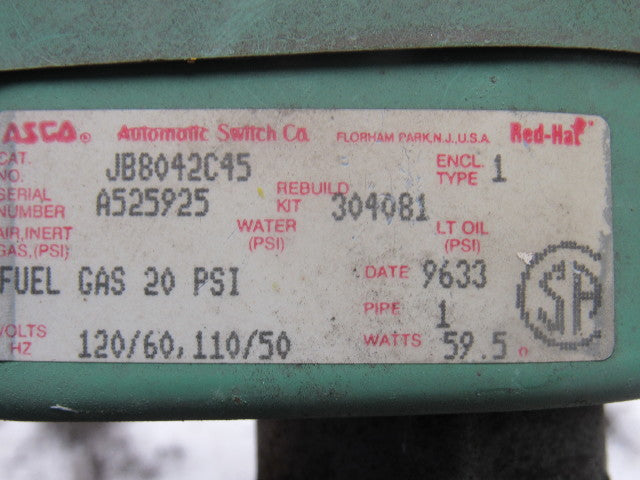 ASCO® Automatic Switch Co. FLORHAM PARK, N.J., U.S.A. Red-Hat
CAT. NO. JB8042C45 ENCL. TYPE 1
SERIAL NUMBER A525925 REBUILD KIT 304081
AIR, INERT GAS, (PSI) WATER (PSI) LT OIL (PSI)
FUEL GAS 20 PSI DATE 9633
PIPE 1
VOLTS HZ 120/60,110/50 WATTS 59.5
SA